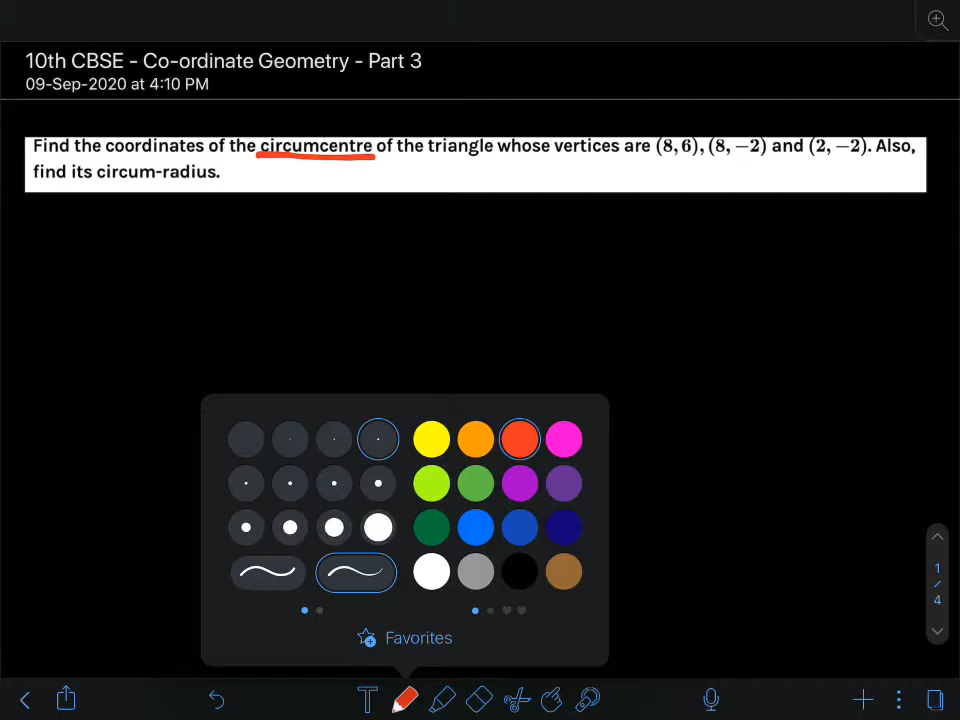 10th CBSE - Co-ordinate Geometry - Part 3
09-Sep-2020 at 4:10 PM
Find the coordinates of the circumcentre of the triangle whose vertices are (8, 6), (8, −2) and (2, −2). Also,
find its circum-radius.
Favorites
1
/
4
T